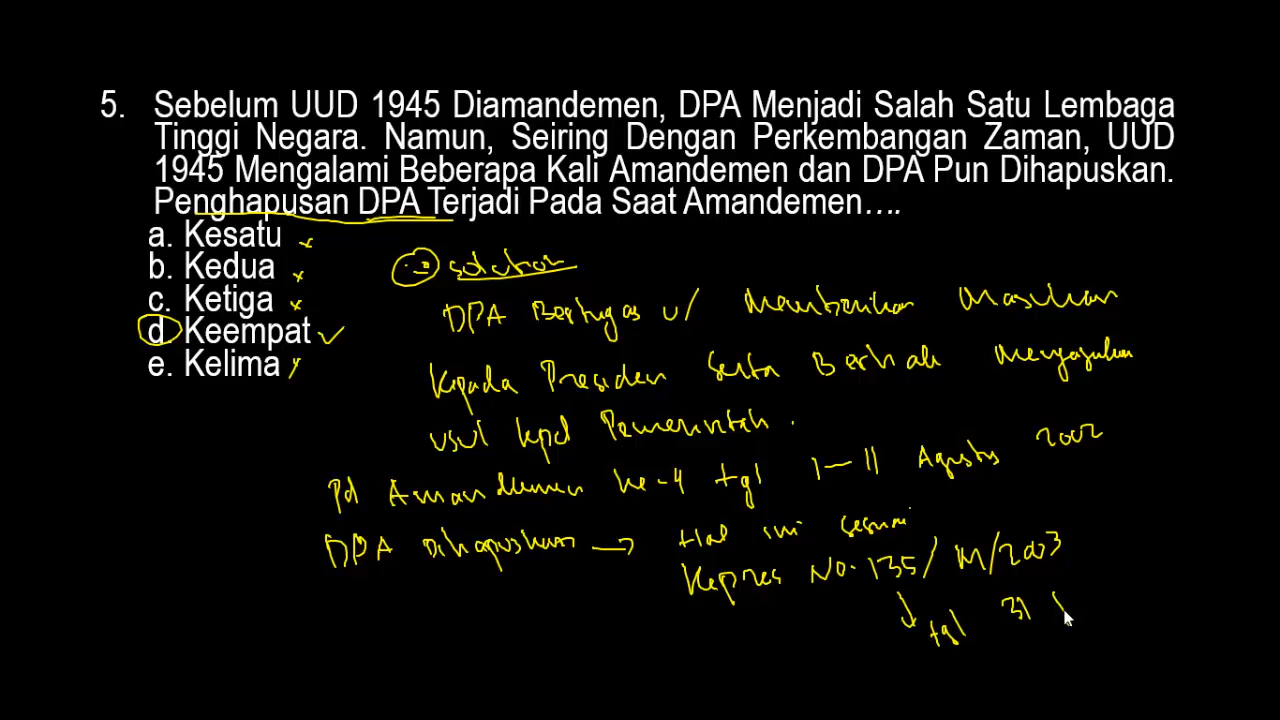 5. Sebelum UUD 1945 Diamandemen, DPA Menjadi Salah Satu Lembaga
Tinggi Negara. Namun, Seiring Dengan Perkembangan Zaman, UUD
1945 Mengalami Beberapa Kali Amandemen dan DPA Pun Dihapuskan.
Penghapusan DPA Terjadi Pada Saat Amandemen….
a. Kesatu
b. Kedua
c. Ketiga
d. Keempat
e. Kelima
solution
DPA Bertugas u/ Memberikan Masukan
Kepada Presiden Serta Berhak Mengajukan
usul kpd Pemerintah.
Pd Amandemen ke-4 tgl 1-11 Agustus 2002
DPA Dihapuskan → Hal ini sesuai
Kepres No. 135/M/2003
↓ tgl 31